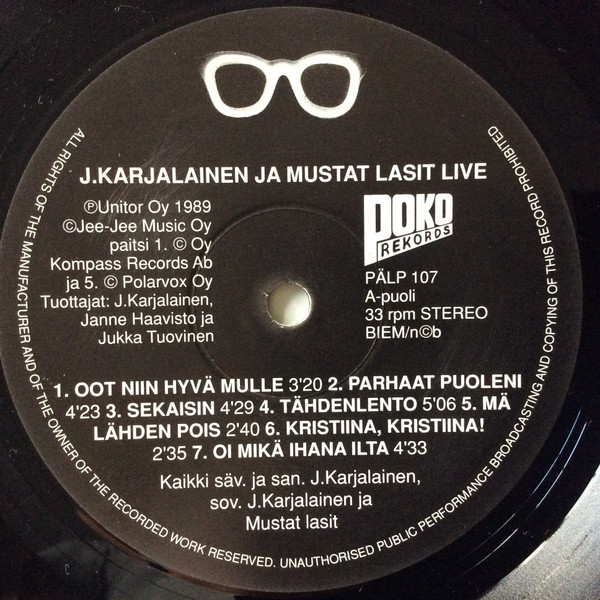 J.KARJALAINEN JA MUSTAT LASIT LIVE
ⓅUnitor Oy 1989
©Jee-Jee Music Oy
paitsi 1. © Oy
Kompass Records Ab
ja 5. © Polarvox Oy
Tuottajat: J.Karjalainen,
Janne Haavisto ja
Jukka Tuovinen
POKO
REKORDS
PÄLP 107
A-puoli
33 rpm STEREO
BIEM/n©b
1. OOT NIIN HYVÄ MULLE 3'20 2. PARHAAT PUOLENI
4'23 3. SEKAISIN 4'29 4. TÄHDENLENTO 5'06 5. MÄ
LÄHDEN POIS 2'40 6. KRISTIINA, KRISTIINA!
2'35 7. OI MIKÄ IHANA ILTA 4'33
Kaikki säv. ja san. J.Karjalainen,
sov. J.Karjalainen ja
Mustat lasit
ALL RIGHTS OF THE MANUFACTURER AND OF THE OWNER OF THE RECORDED WORK RESERVED. UNAUTHORISED PUBLIC PERFORMANCE BROADCASTING AND COPYING OF THIS RECORD PROHIBITED